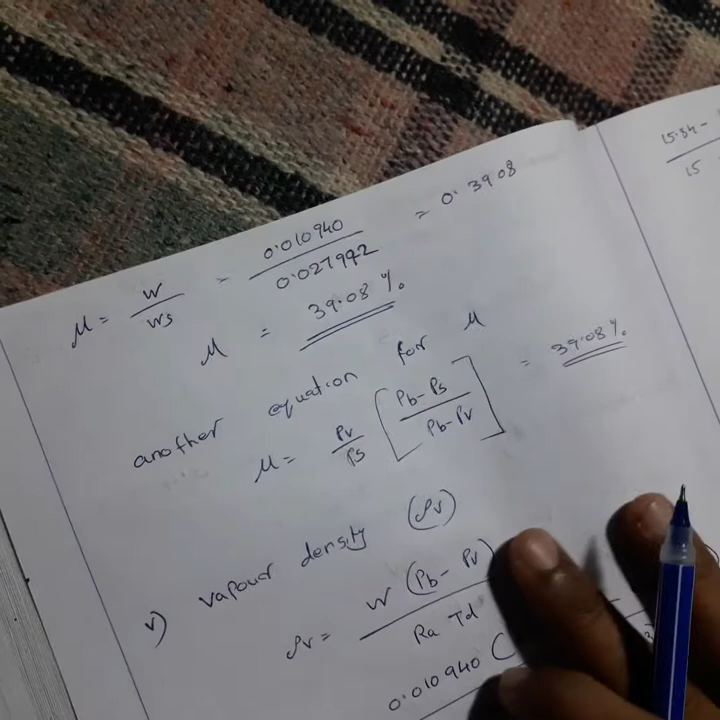 μ = W / Ws = 0.010940 / 0.027992 = 0.3908
μ = 39.08 %
another equation for μ
μ = Pv / Ps [ Pb - Ps / Pb - Pv ] = 39.08 %
v) vapour density (ρv)
ρv = W (Pb - Pv) / Ra Td
0.010940 (
15.34 -
15